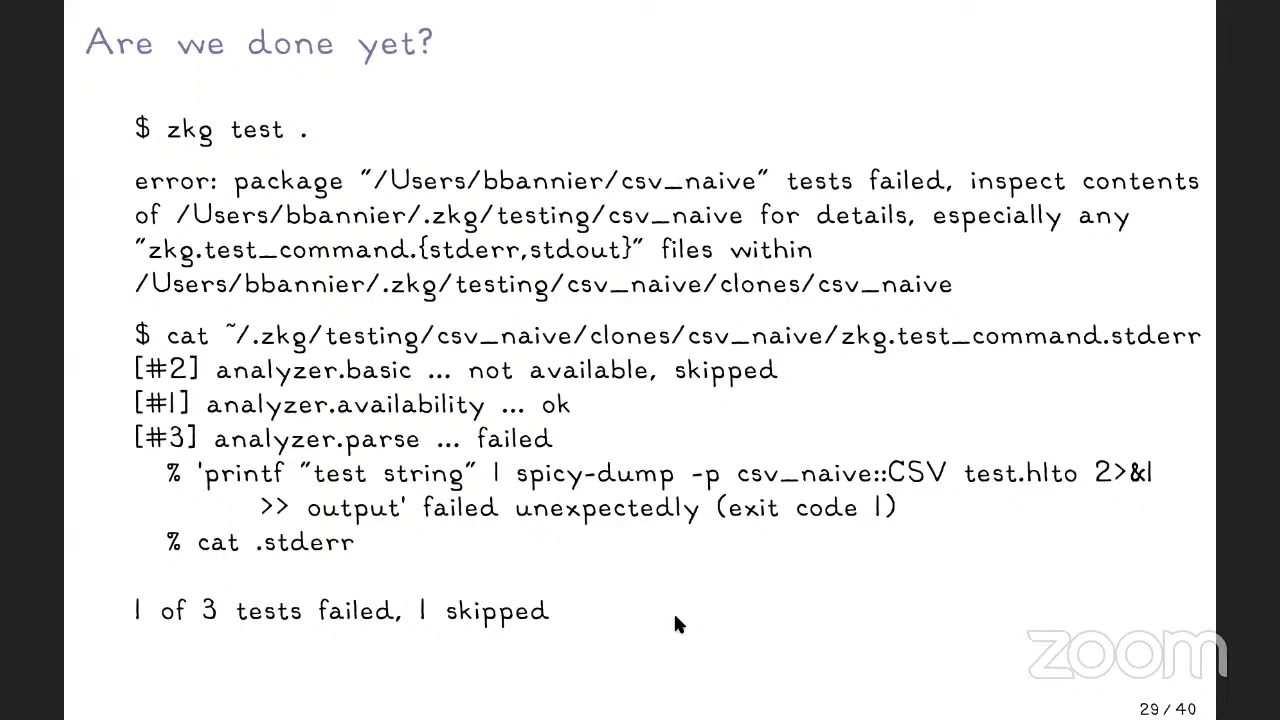 Are we done yet?
$ zkg test .
error: package "/Users/bbannier/csv_naive" tests failed, inspect contents
of /Users/bbannier/.zkg/testing/csv_naive for details, especially any
"zkg.test_command.{stderr,stdout}" files within
/Users/bbannier/.zkg/testing/csv_naive/clones/csv_naive
$ cat ~/.zkg/testing/csv_naive/clones/csv_naive/zkg.test_command.stderr
[#2] analyzer.basic ... not available, skipped
[#1] analyzer.availability ... ok
[#3] analyzer.parse ... failed
% 'printf "test string" | spicy-dump -p csv_naive::CSV test.hlto 2>&1
>> output' failed unexpectedly (exit code 1)
% cat .stderr
1 of 3 tests failed, 1 skipped
zoom
29 / 40